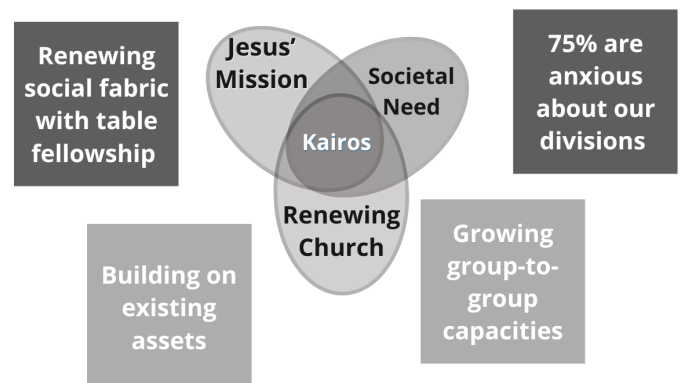 Renewing
social fabric
with table
fellowship
Jesus’
Mission
Societal
Need
Kairos
Renewing
Church
75% are
anxious
about our
divisions
Building on
existing
assets
Growing
group-to-
group
capacities